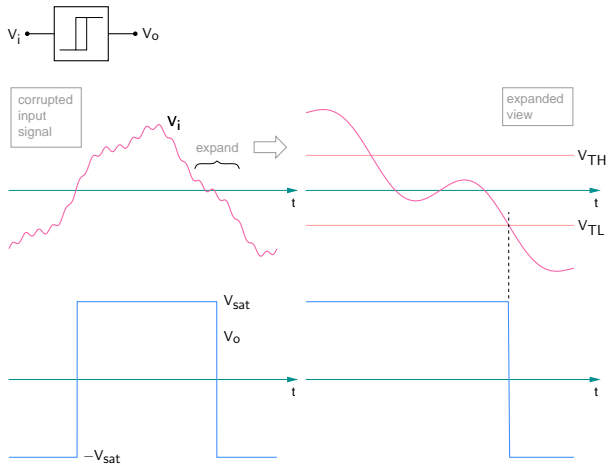 Vi
Vo
corrupted
input
signal
Vi
expand
expanded
view
VTH
t
t
VTL
Vsat
Vo
t
t
−Vsat